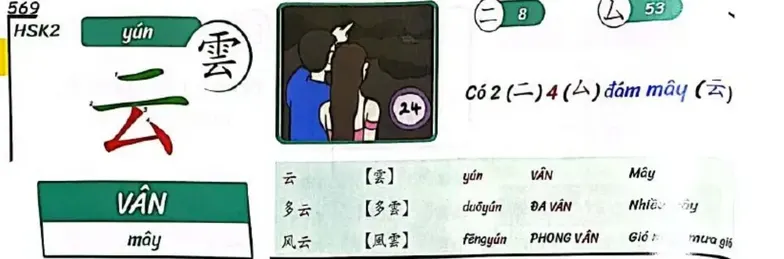 569
HSK2
yún
雲
云
VÂN
mây
24
二 8
厶 53
Có 2 (二) 4 (厶) đám mây (云)
云 【雲】 yún VÂN Mây
多云 【多雲】 duōyún ĐA VÂN
风云 【風雲】 fēngyún PHONG VÂN Gió mưa gió